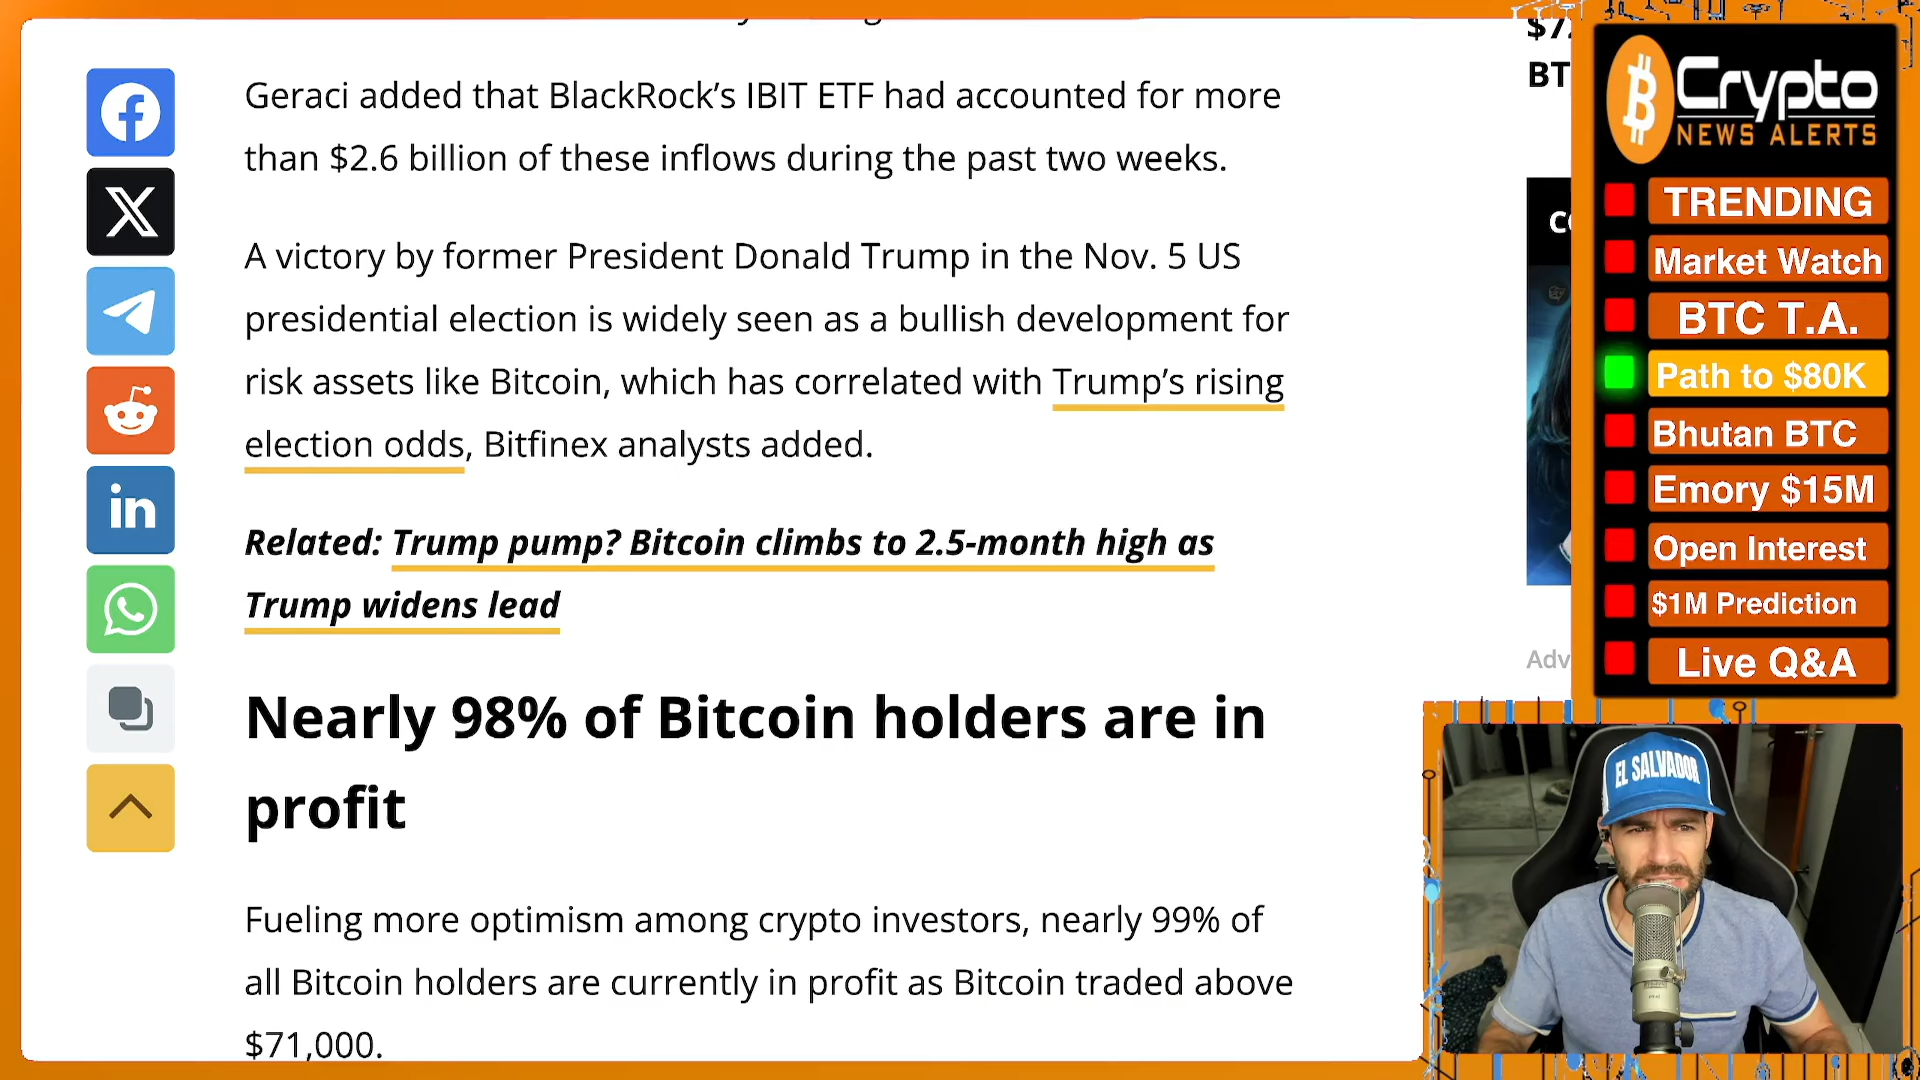 Geraci added that BlackRock’s IBIT ETF had accounted for more
than $2.6 billion of these inflows during the past two weeks.
A victory by former President Donald Trump in the Nov. 5 US
presidential election is widely seen as a bullish development for
risk assets like Bitcoin, which has correlated with Trump’s rising
election odds, Bitfinex analysts added.
Related: Trump pump? Bitcoin climbs to 2.5-month high as
Trump widens lead
Nearly 98% of Bitcoin holders are in
profit
Fueling more optimism among crypto investors, nearly 99% of
all Bitcoin holders are currently in profit as Bitcoin traded above
$71,000.
BT
Adv
Crypto
NEWS ALERTS
TRENDING
Market Watch
BTC T.A.
Path to $80K
Bhutan BTC
Emory $15M
Open Interest
$1M Prediction
Live Q&A
EL SALVADOR